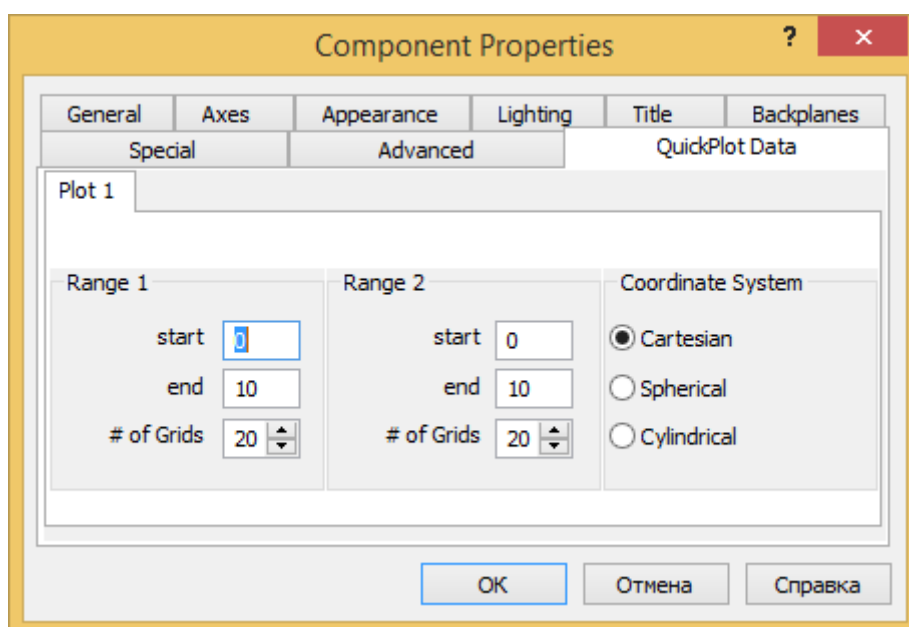 Component Properties ? ×
General Axes Appearance Lighting Title Backplanes
Special Advanced QuickPlot Data
Plot 1
Range 1 Range 2 Coordinate System
start 0 start 0 Cartesian
end 10 end 10 Spherical
# of Grids 20 # of Grids 20 Cylindrical
OK Отмена Справка